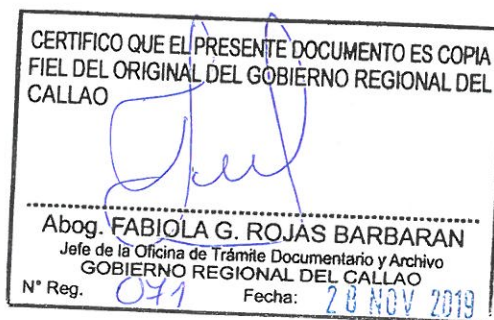 CERTIFICO QUE EL PRESENTE DOCUMENTO ES COPIA
FIEL DEL ORIGINAL DEL GOBIERNO REGIONAL DEL
CALLAO
Abog. FABIOLA G. ROJAS BARBARAN
Jefe de la Oficina de Trámite Documentario y Archivo
GOBIERNO REGIONAL DEL CALLAO
N° Reg. 071 Fecha: 20 NOV 2019